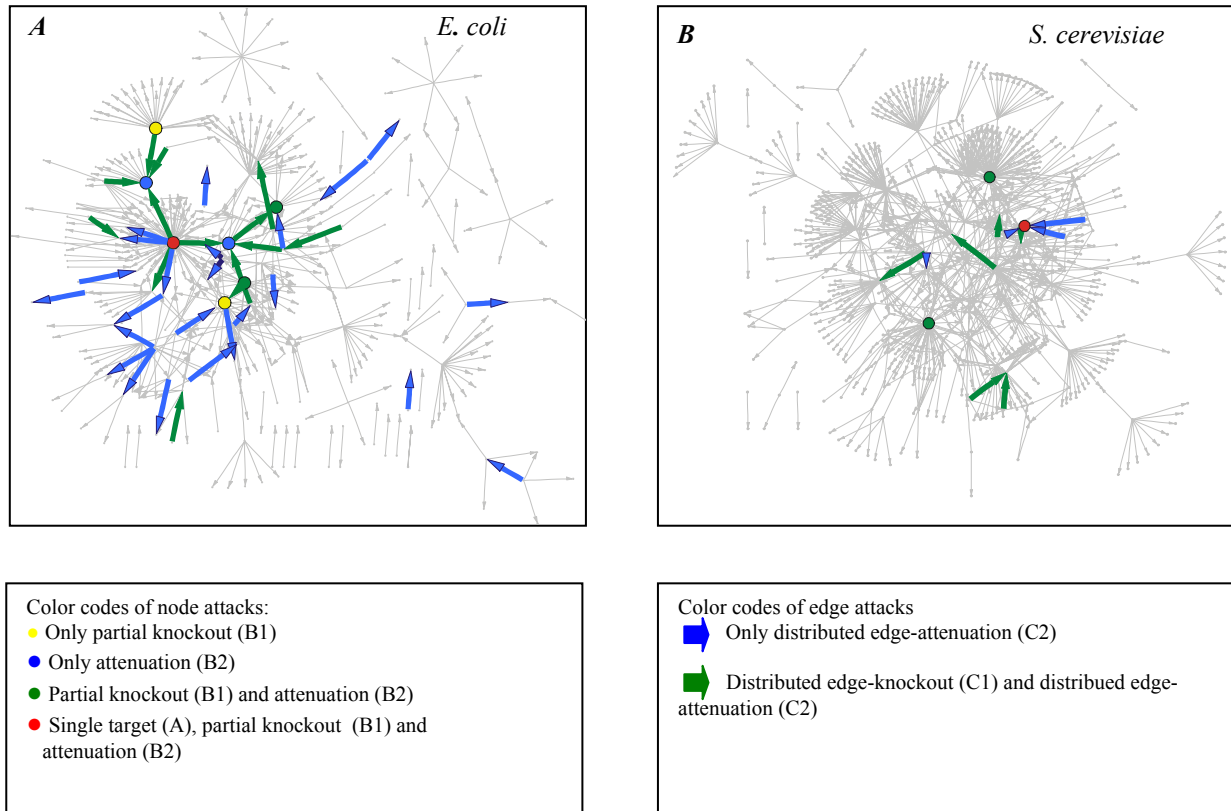 A
E. coli
B
S. cerevisiae
Color codes of node attacks:
Only partial knockout (B1)
Only attenuation (B2)
Partial knockout (B1) and attenuation (B2)
Single target (A), partial knockout (B1) and
attenuation (B2)
Color codes of edge attacks
Only distributed edge-attenuation (C2)
Distributed edge-knockout (C1) and distribued edge-
attenuation (C2)